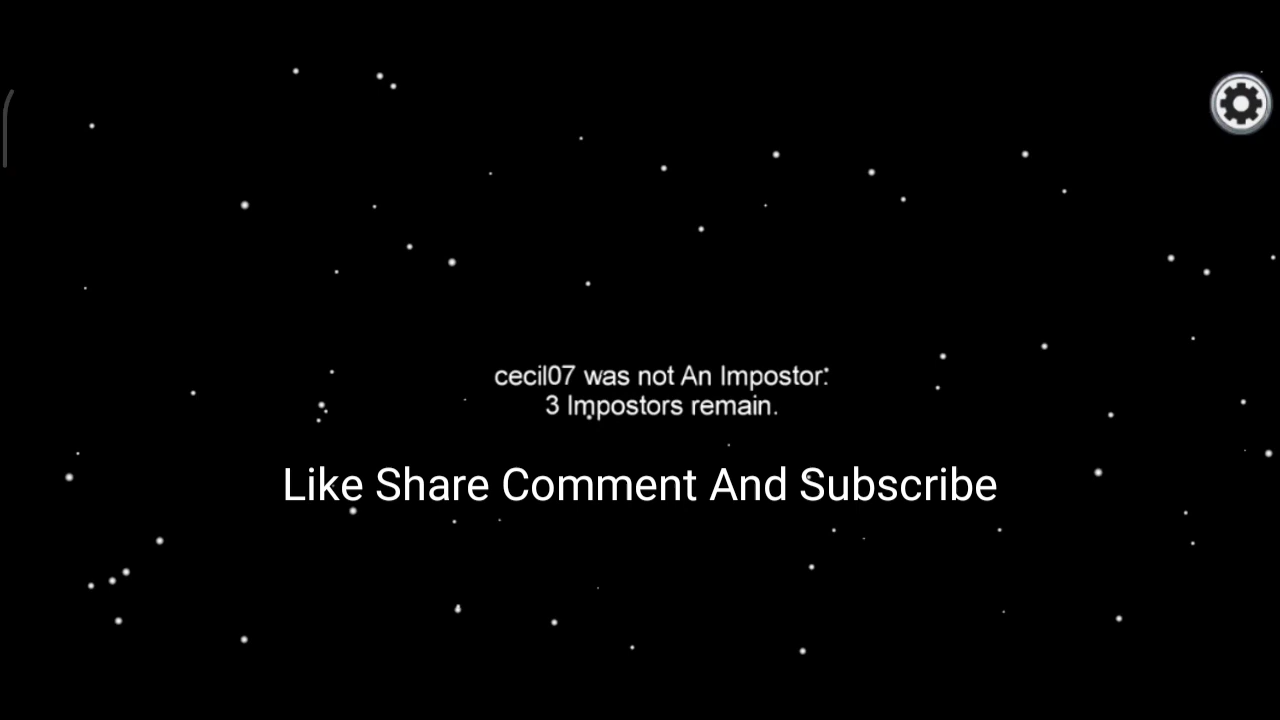 cecil07 was not An Impostor.
3 Impostors remain.
Like Share Comment And Subscribe